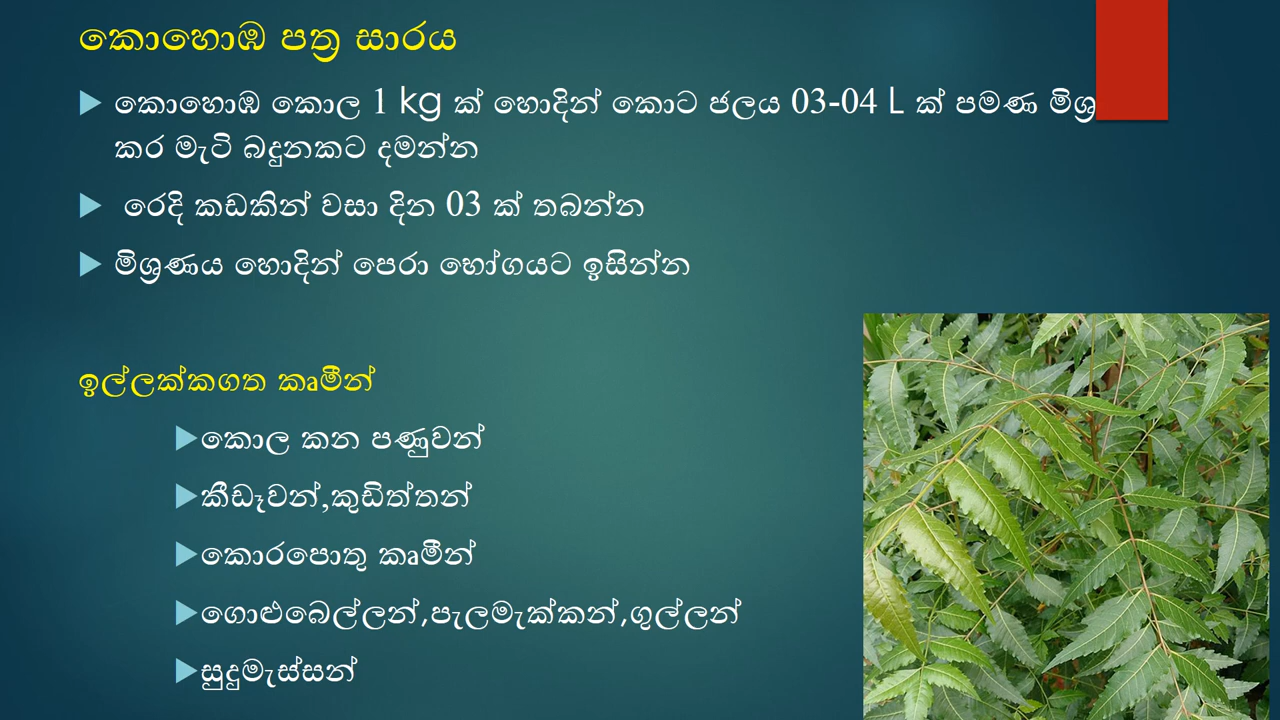 කොහොඹ පත්‍ර සාරය
කොහොඹ කොල 1 kg ක් හොදින් කොට ජලය 03-04 L ක් පමණ මිශ්‍ර
කර මැටි බදුනකට දමන්න
රෙදි කඩකින් වසා දින 03 ක් තබන්න
මිශ්‍රණය හොදින් පෙරා භෝගයට ඉසින්න
ඉල්ලක්කගත කෘමීන්
කොල කන පණුවන්
කීඩෑවන්,කුඩිත්තන්
කොරපොතු කෘමීන්
ගොළුබෙල්ලන්,පැලමැක්කන්,ගුල්ලන්
සුදුමැස්සන්